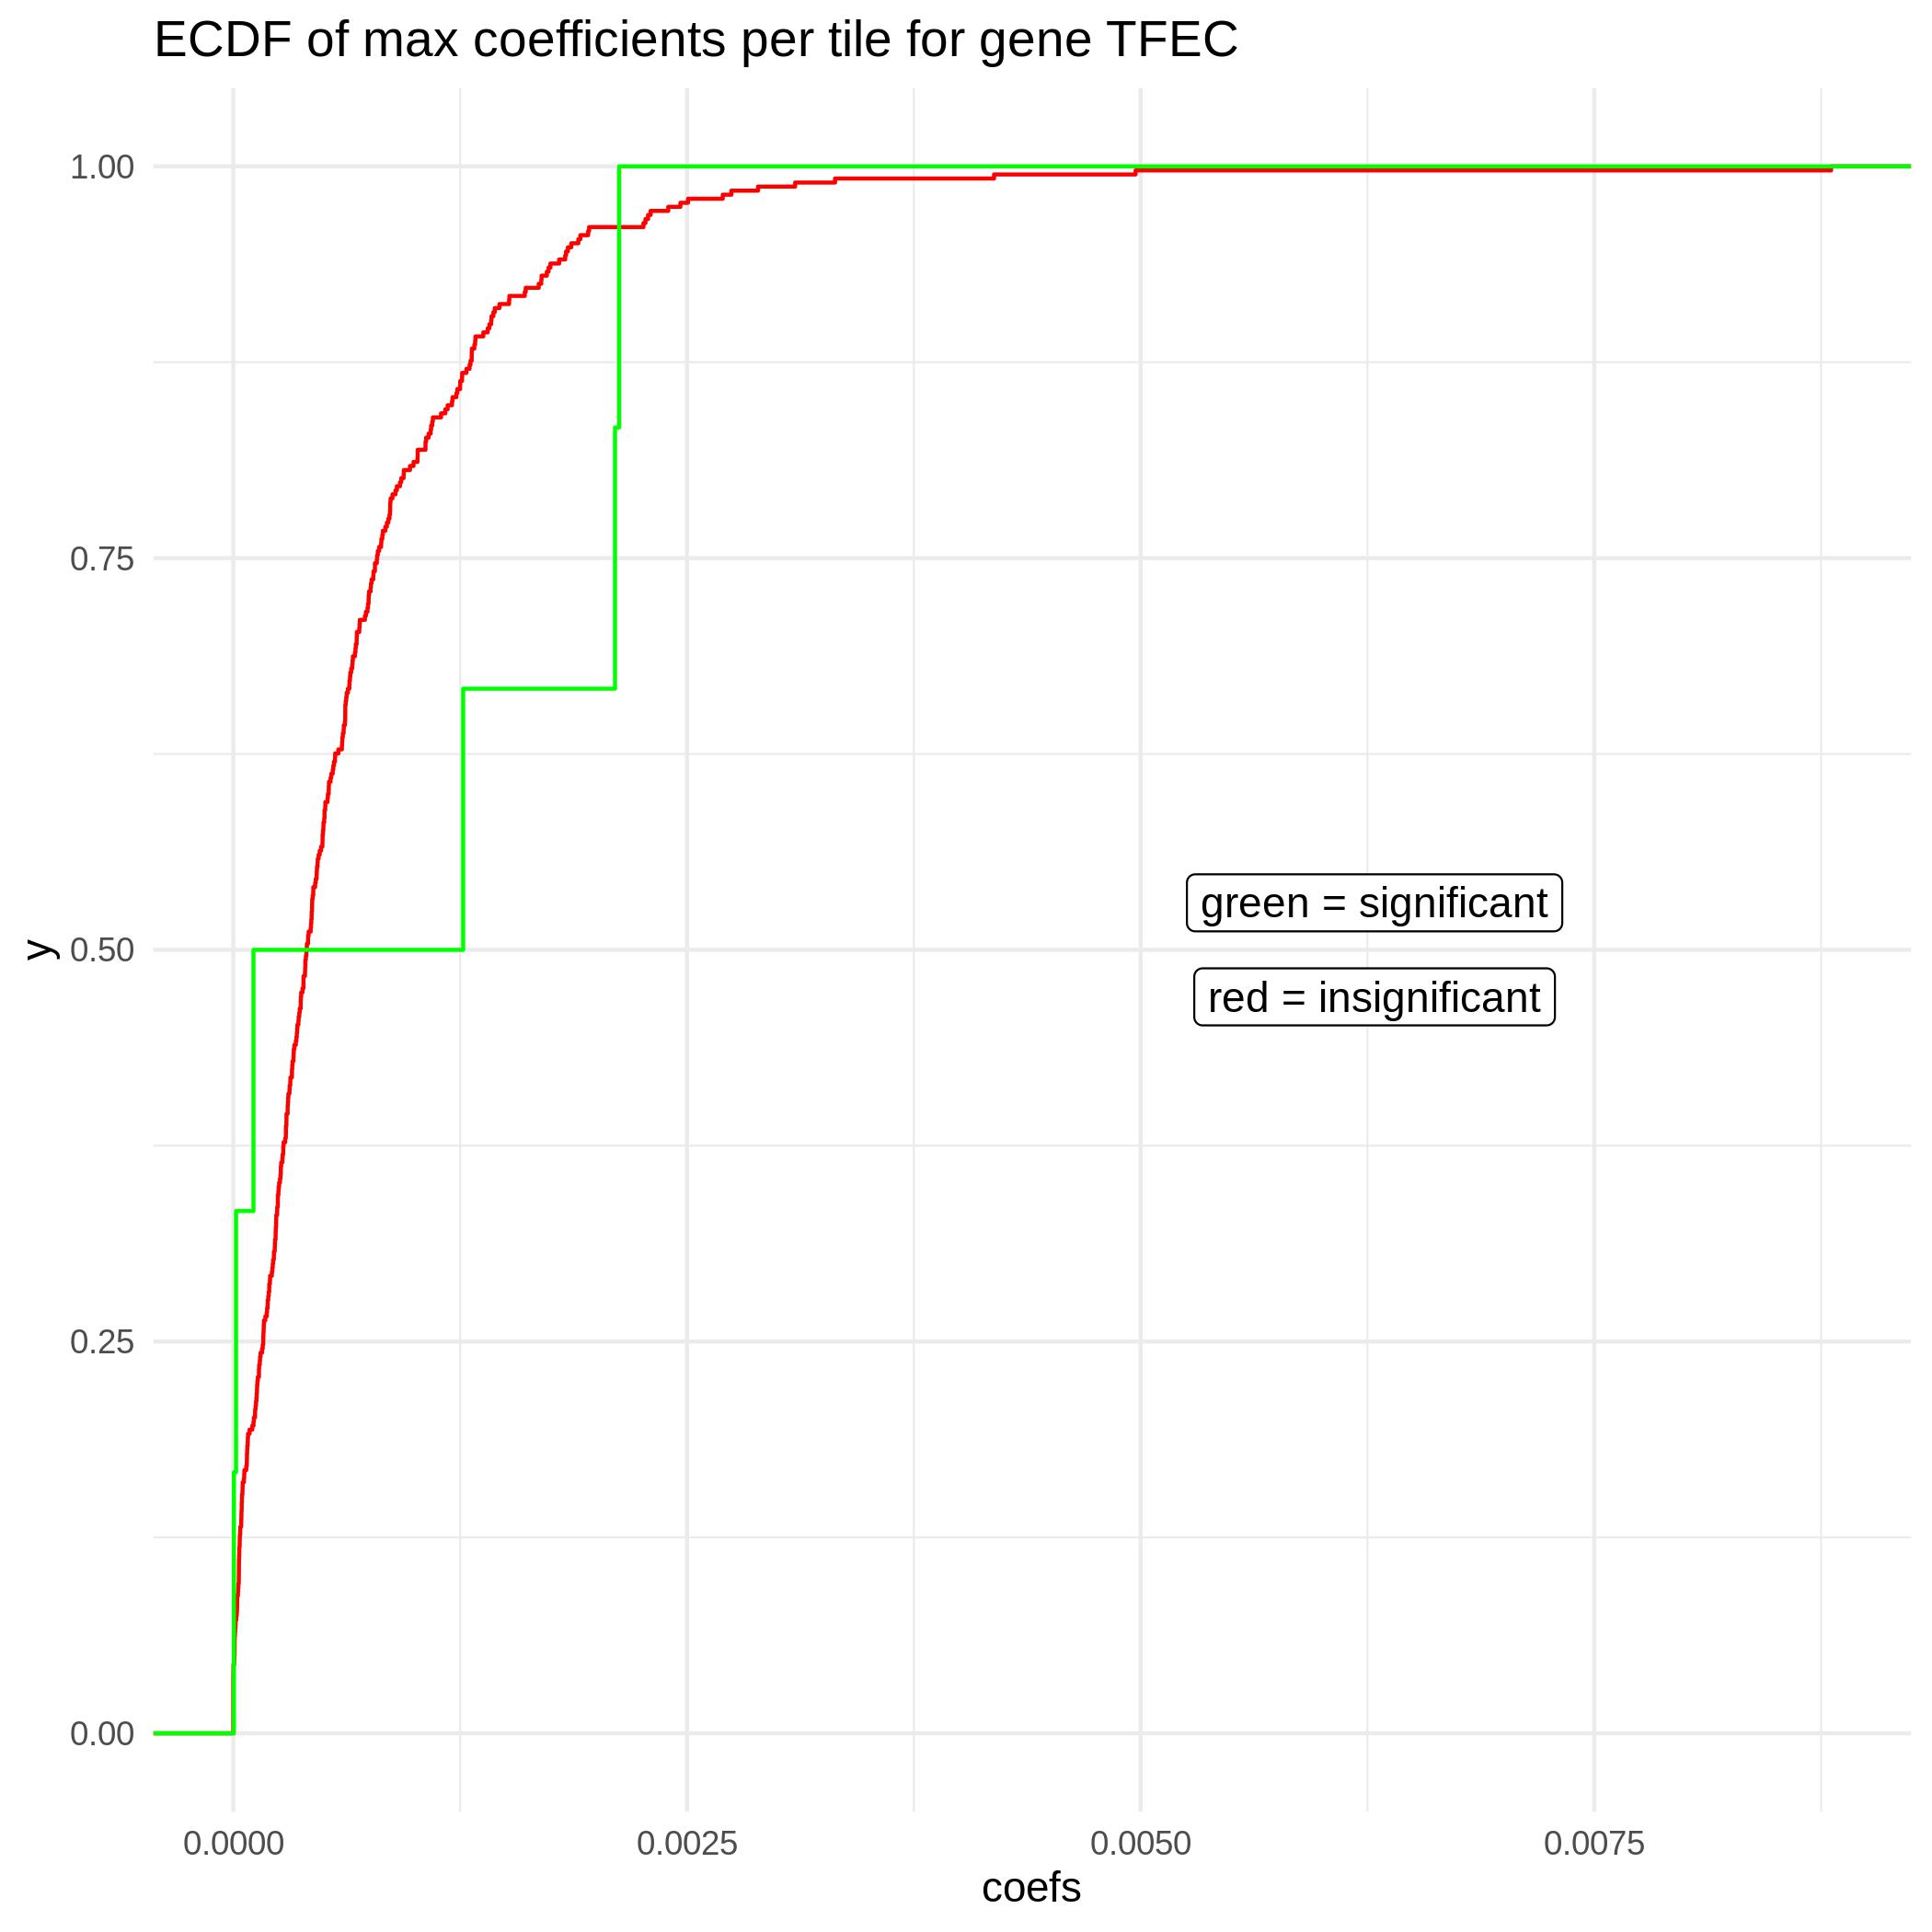 ECDF of max coefficients per tile for gene TFEC
1.00
0.75
0.50
0.25
0.00
y
green = significant
red = insignificant
0.0000
0.0025
0.0050
0.0075
coefs